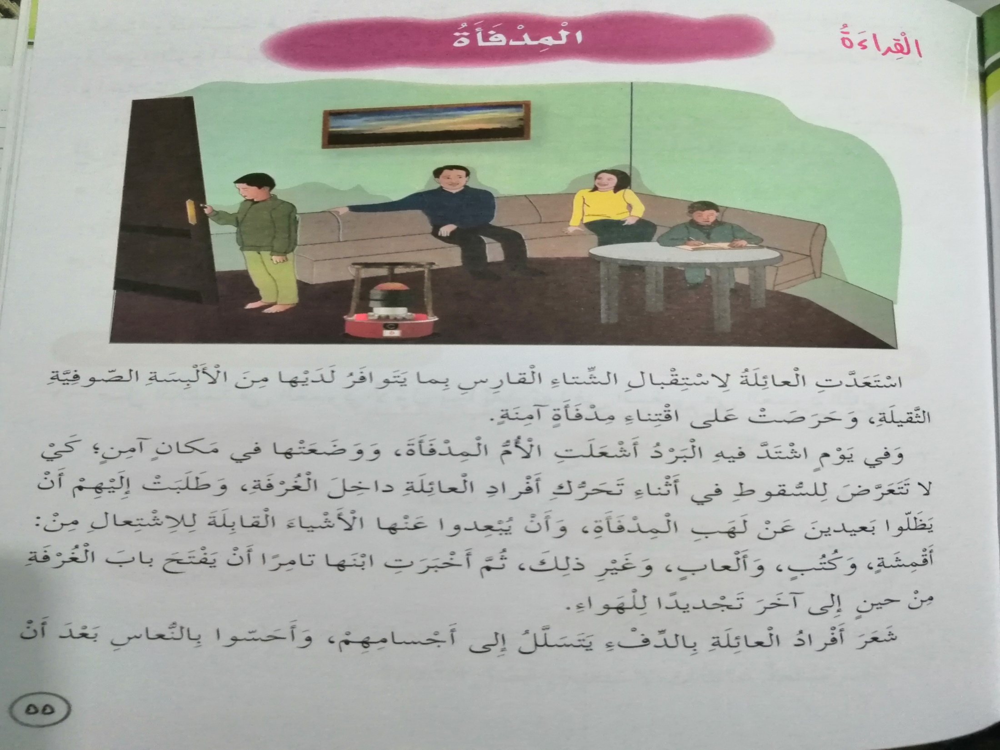 الْقِراءَةُ
الْمِدْفَأَةُ
اسْتَعَدَّتِ الْعائِلَةُ لِاسْتِقْبالِ الشِّتاءِ الْقارِسِ بِما يَتَوافَرُ لَدَيْها مِنَ الْأَلْبِسَةِ الصّوفِيَّةِ
الثَّقيلَةِ، وَحَرَصَتْ عَلى اقْتِناءِ مِدْفَأَةٍ آمِنَةٍ.
وَفي يَوْمٍ اشْتَدَّ فيهِ الْبَرْدُ أَشْعَلَتِ الْأُمُّ الْمِدْفَأَةَ، وَوَضَعَتْها في مَكانٍ آمِنٍ؛ كَيْ
لا تَتَعَرَّضَ لِلسُّقوطِ في أَثْناءِ تَحَرُّكِ أَفْرادِ الْعائِلَةِ داخِلَ الْغُرْفَةِ، وَطَلَبَتْ إِلَيْهِمْ أَنْ
يَظَلّوا بَعيدينَ عَنْ لَهَبِ الْمِدْفَأَةِ، وَأَنْ يُبْعِدوا عَنْها الْأَشْياءَ الْقابِلَةَ لِلِاشْتِعالِ مِنْ:
أَقْمِشَةٍ، وَكُتُبٍ، وَأَلْعابٍ، وَغَيْرِ ذلِكَ، ثُمَّ أَخْبَرَتِ ابْنَها تامِرًا أَنْ يَفْتَحَ بابَ الْغُرْفَةِ
مِنْ حينٍ إِلى آخَرَ تَجْديدًا لِلْهَواءِ.
شَعَرَ أَفْرادُ الْعائِلَةِ بِالدِّفْءِ يَتَسَلَّلُ إِلى أَجْسامِهِمْ، وَأَحَسّوا بِالنُّعاسِ بَعْدَ أَنْ
٥٥